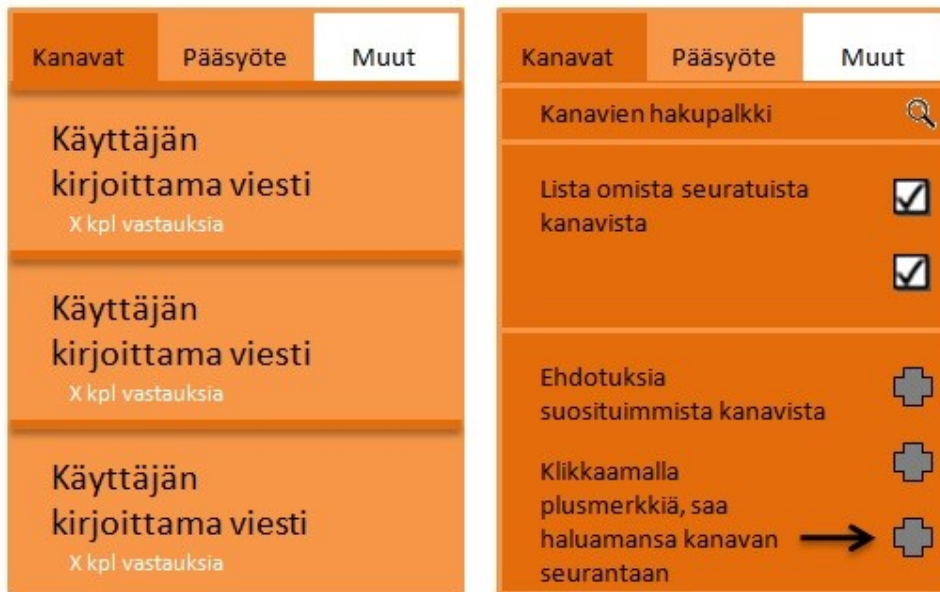 Kanavat Pääsyöte Muut
Käyttäjän
kirjoittama viesti
X kpl vastauksia
Käyttäjän
kirjoittama viesti
X kpl vastauksia
Käyttäjän
kirjoittama viesti
X kpl vastauksia
Kanavat Pääsyöte Muut
Kanavien hakupalkki
Lista omista seuratuista
kanavista
Ehdotuksia
suosituimmista kanavista
Klikkaamalla
plusmerkkiä, saa
haluamansa kanavan
seurantaan